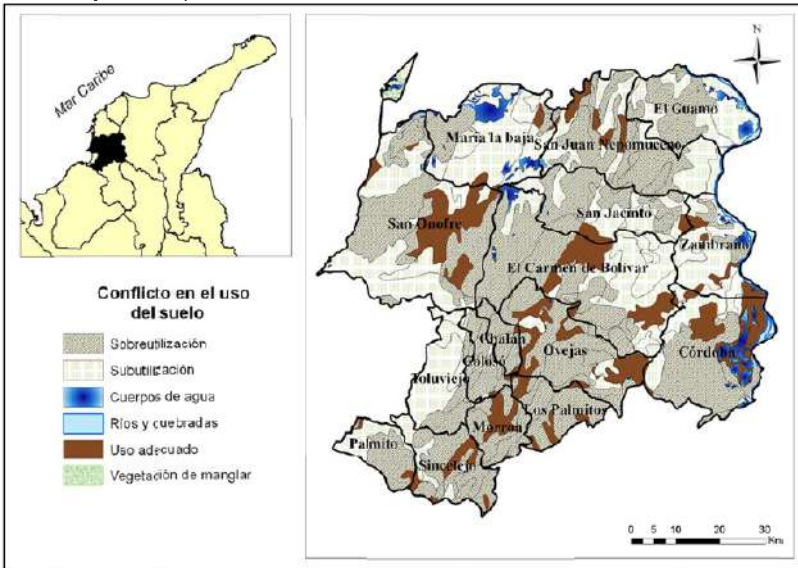 Mar Caribe
Conflicto en el uso
del suelo
Sobreutilización
Subutilización
Cuerpos de agua
Ríos y quebradas
Uso adecuado
Vegetación de manglar
N
El Guamo
María la baja
San Juan Nepomuceno
San Jacinto
San Onofre
Zambrano
El Carmen de Bolívar
Chalán
Ovejas
Colosó
Córdoba
Toluviejo
Los Palmitos
Morroa
Palmito
Sincelejo
0 5 10 20 30
Km